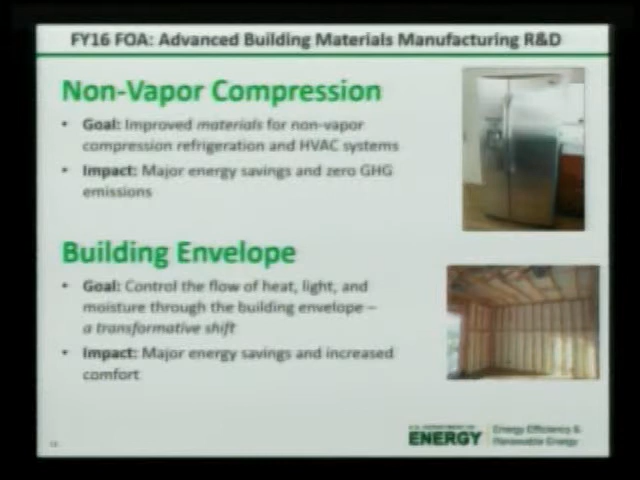 FY16 FOA: Advanced Building Materials Manufacturing R&D
Non-Vapor Compression
• Goal: Improved materials for non-vapor
compression refrigeration and HVAC systems
• Impact: Major energy savings and zero GHG
emissions
Building Envelope
• Goal: Control the flow of heat, light, and
moisture through the building envelope –
a transformative shift
• Impact: Major energy savings and increased
comfort
U.S. DEPARTMENT OF
ENERGY
Energy Efficiency &
Renewable Energy